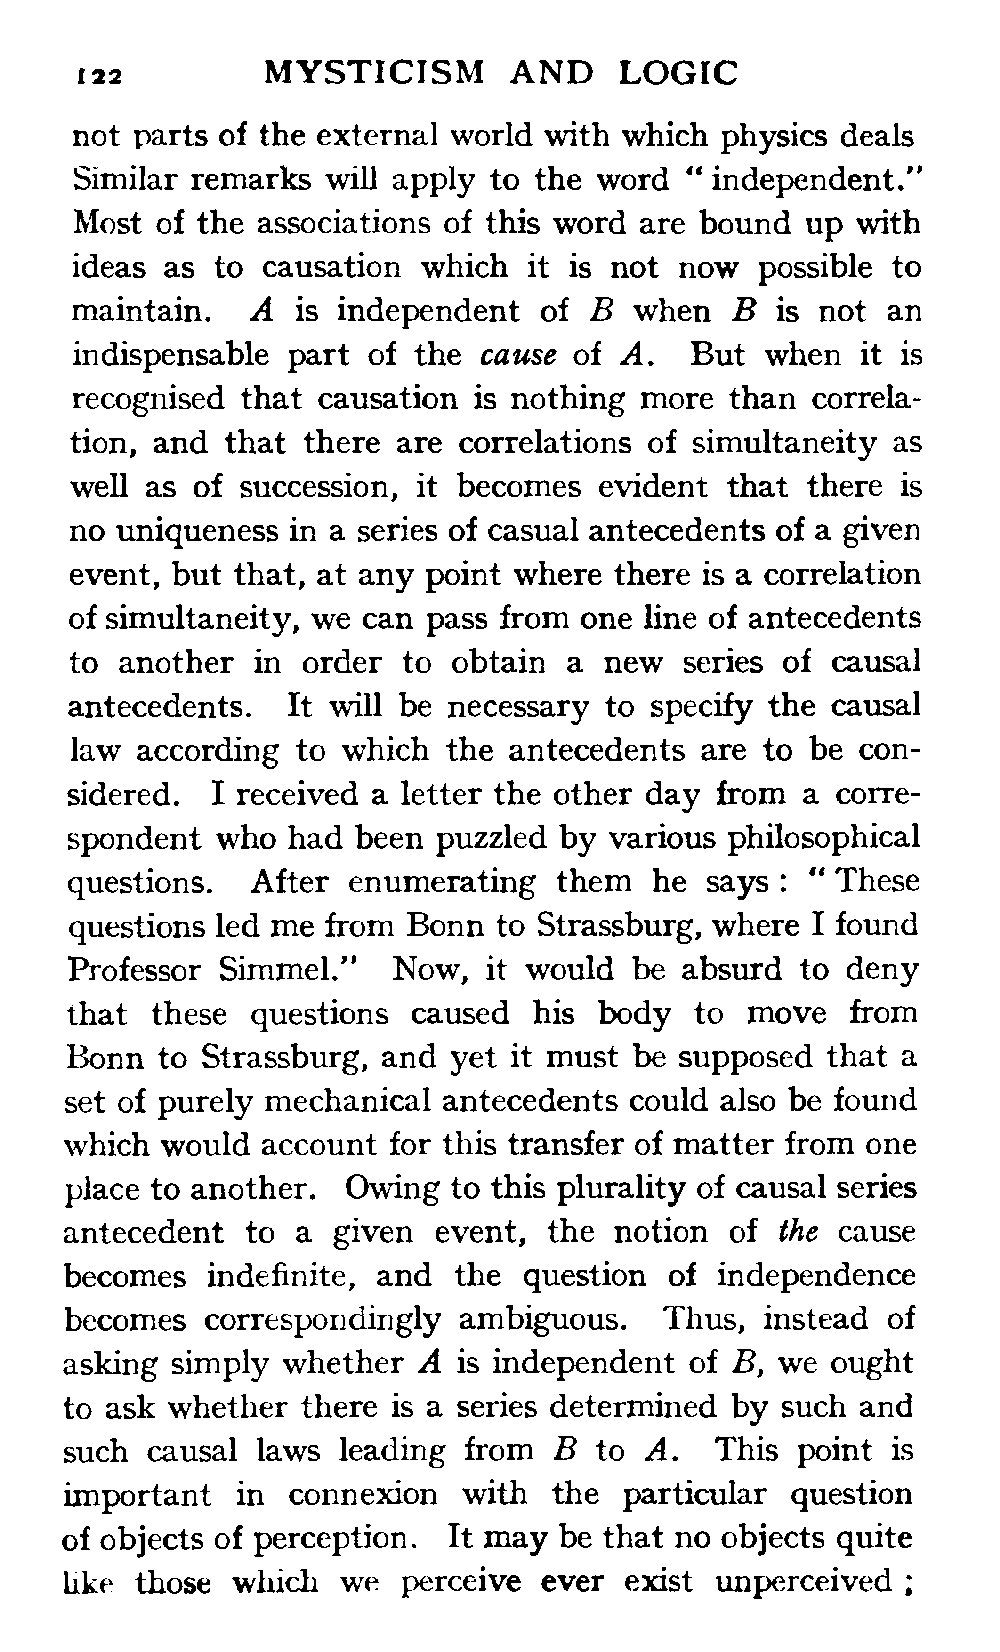 122 MYSTICISM AND LOGIC
not parts of the external world with which physics deals
Similar remarks will apply to the word “ independent.”
Most of the associations of this word are bound up with
ideas as to causation which it is not now possible to
maintain. A is independent of B when B is not an
indispensable part of the cause of A. But when it is
recognised that causation is nothing more than correla-
tion, and that there are correlations of simultaneity as
well as of succession, it becomes evident that there is
no uniqueness in a series of casual antecedents of a given
event, but that, at any point where there is a correlation
of simultaneity, we can pass from one line of antecedents
to another in order to obtain a new series of causal
antecedents. It will be necessary to specify the causal
law according to which the antecedents are to be con-
sidered. I received a letter the other day from a corre-
spondent who had been puzzled by various philosophical
questions. After enumerating them he says : “ These
questions led me from Bonn to Strassburg, where I found
Professor Simmel.” Now, it would be absurd to deny
that these questions caused his body to move from
Bonn to Strassburg, and yet it must be supposed that a
set of purely mechanical antecedents could also be found
which would account for this transfer of matter from one
place to another. Owing to this plurality of causal series
antecedent to a given event, the notion of the cause
becomes indefinite, and the question of independence
becomes correspondingly ambiguous. Thus, instead of
asking simply whether A is independent of B, we ought
to ask whether there is a series determined by such and
such causal laws leading from B to A. This point is
important in connexion with the particular question
of objects of perception. It may be that no objects quite
like those which we perceive ever exist unperceived ;